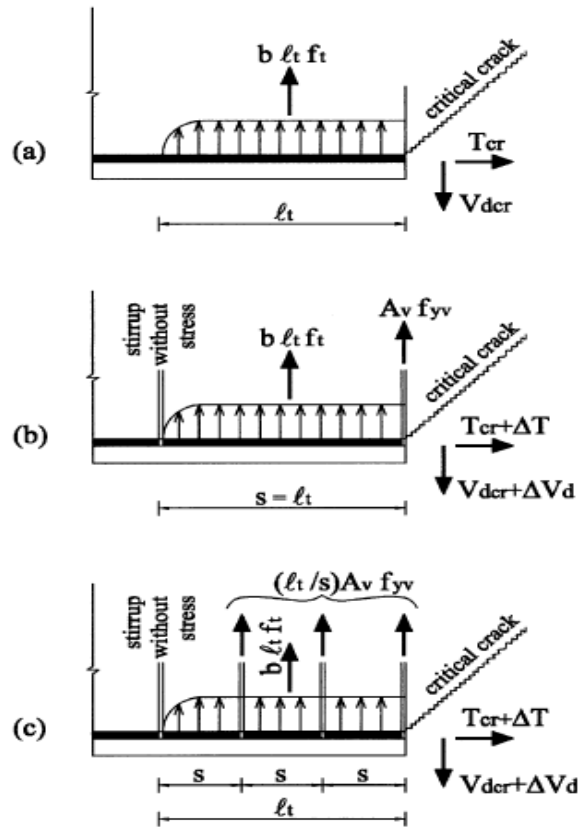 (a)
b ℓt ft
critical crack
Tcr
Vdcr
ℓt
(b)
stirrup
without
stress
b ℓt ft
Av fyv
critical crack
Tcr+ΔT
Vdcr+ΔVd
s = ℓt
(c)
stirrup
without
stress
(ℓt /s)Av fyv
b ℓt ft
critical crack
Tcr+ΔT
Vdcr+ΔVd
s s s
ℓt